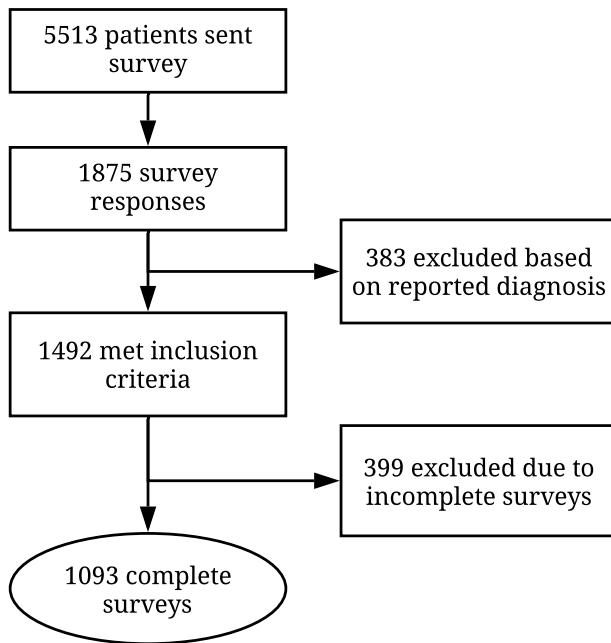 5513 patients sent
survey
1875 survey
responses
383 excluded based
on reported diagnosis
1492 met inclusion
criteria
399 excluded due to
incomplete surveys
1093 complete
surveys